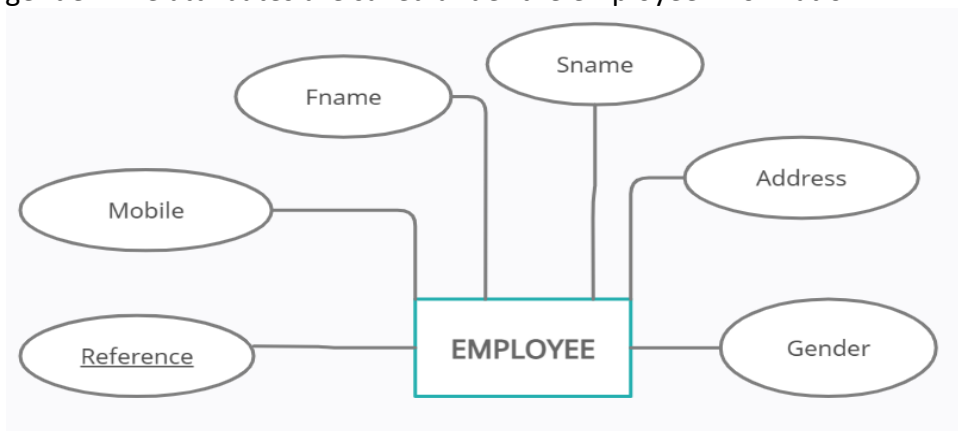 Sname
Fname
Address
Mobile
EMPLOYEE
Gender
Reference